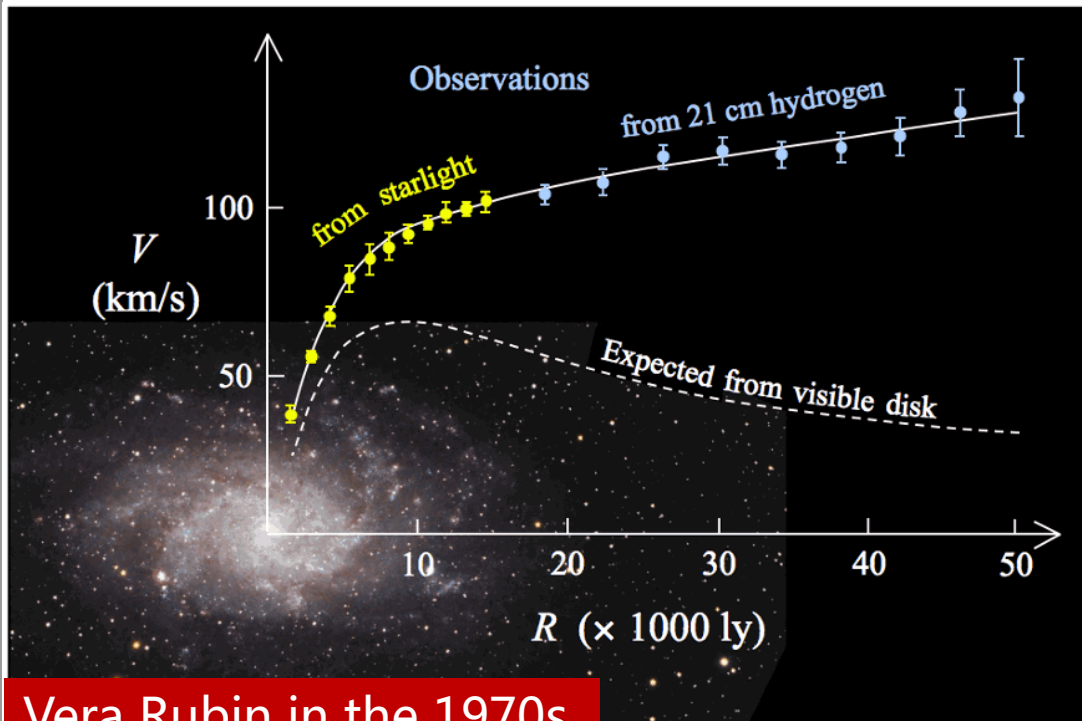 Observations
from 21 cm hydrogen
from starlight
100
V
(km/s)
50
Expected from visible disk
10
20
30
40
50
R (× 1000 ly)
Vera Rubin in the 1970s